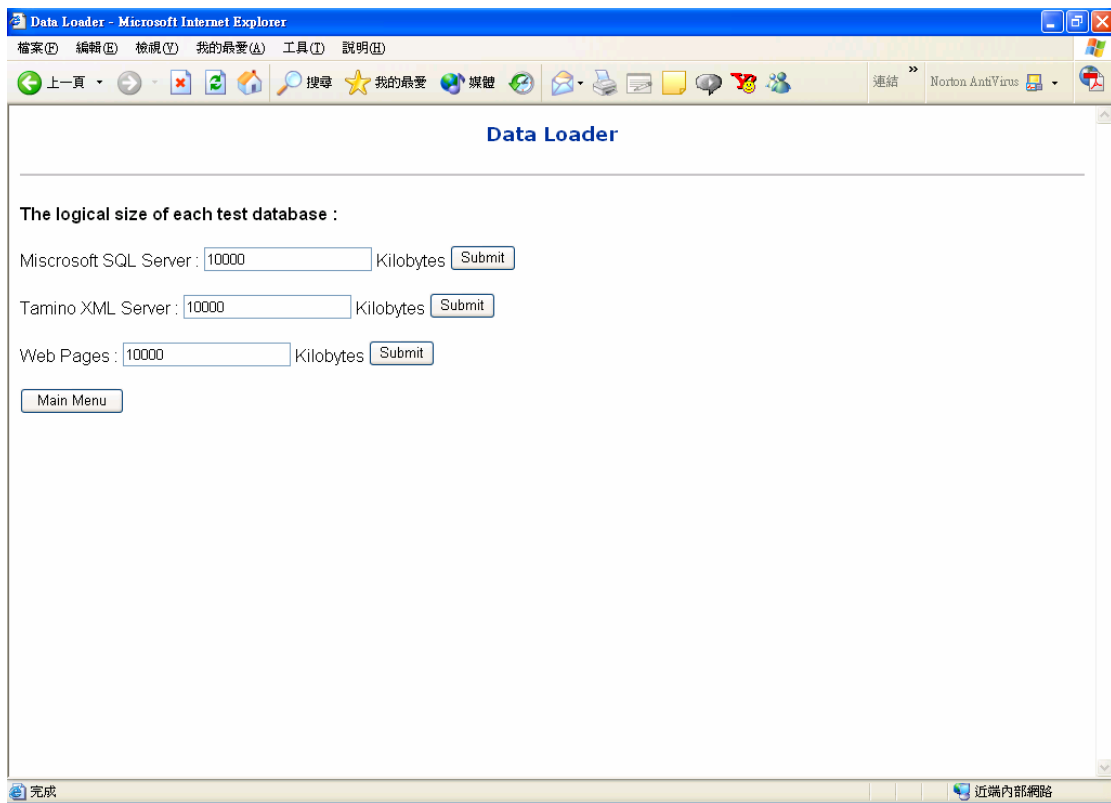 Data Loader - Microsoft Internet Explorer
檔案(F) 編輯(E) 檢視(V) 我的最愛(A) 工具(T) 說明(H)
上一頁 搜尋 我的最愛 媒體 連結 » Norton AntiVirus
Data Loader
The logical size of each test database :
Miscrosoft SQL Server : 10000 Kilobytes Submit
Tamino XML Server : 10000 Kilobytes Submit
Web Pages : 10000 Kilobytes Submit
Main Menu
完成 近端內部網路